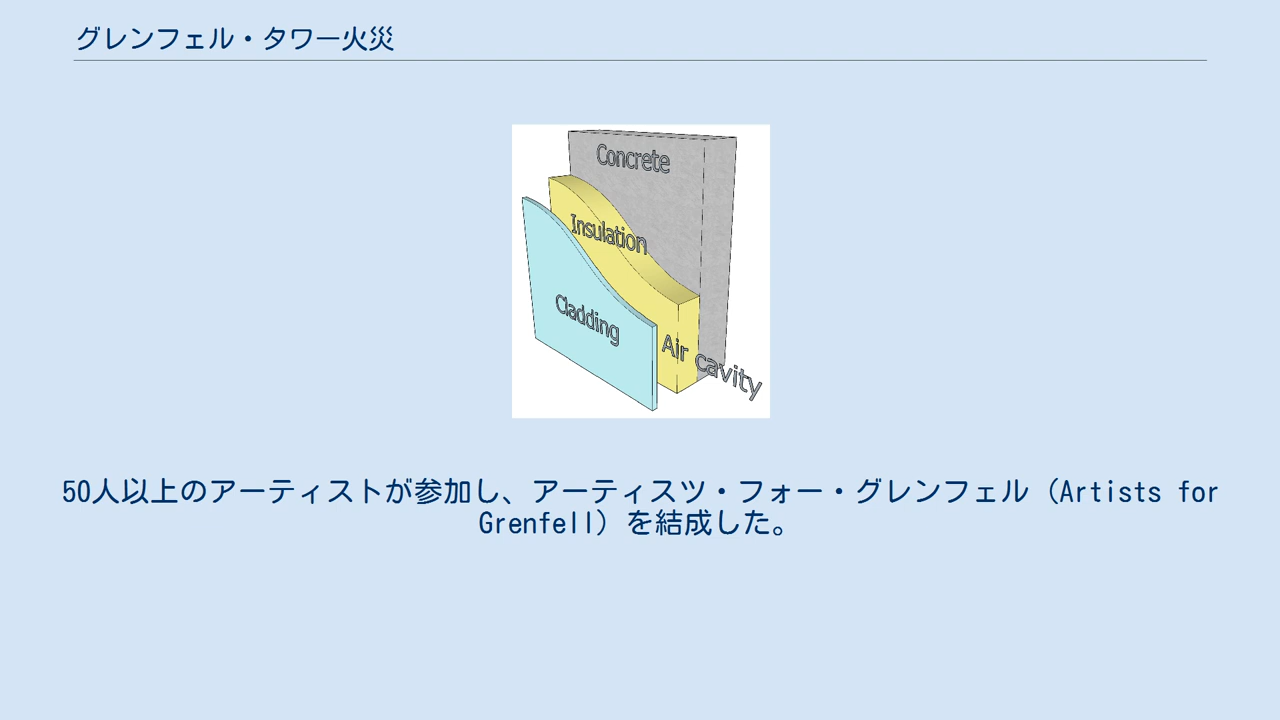 グレンフェル・タワー火災
Concrete
Insulation
Cladding
Air cavity
50人以上のアーティストが参加し、アーティスツ・フォー・グレンフェル（Artists for
Grenfell）を結成した。